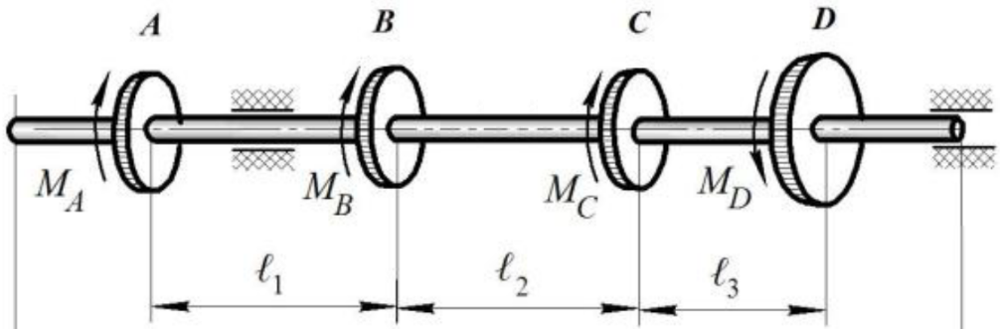 A B C D
M_A M_B M_C M_D
ℓ₁ ℓ₂ ℓ₃